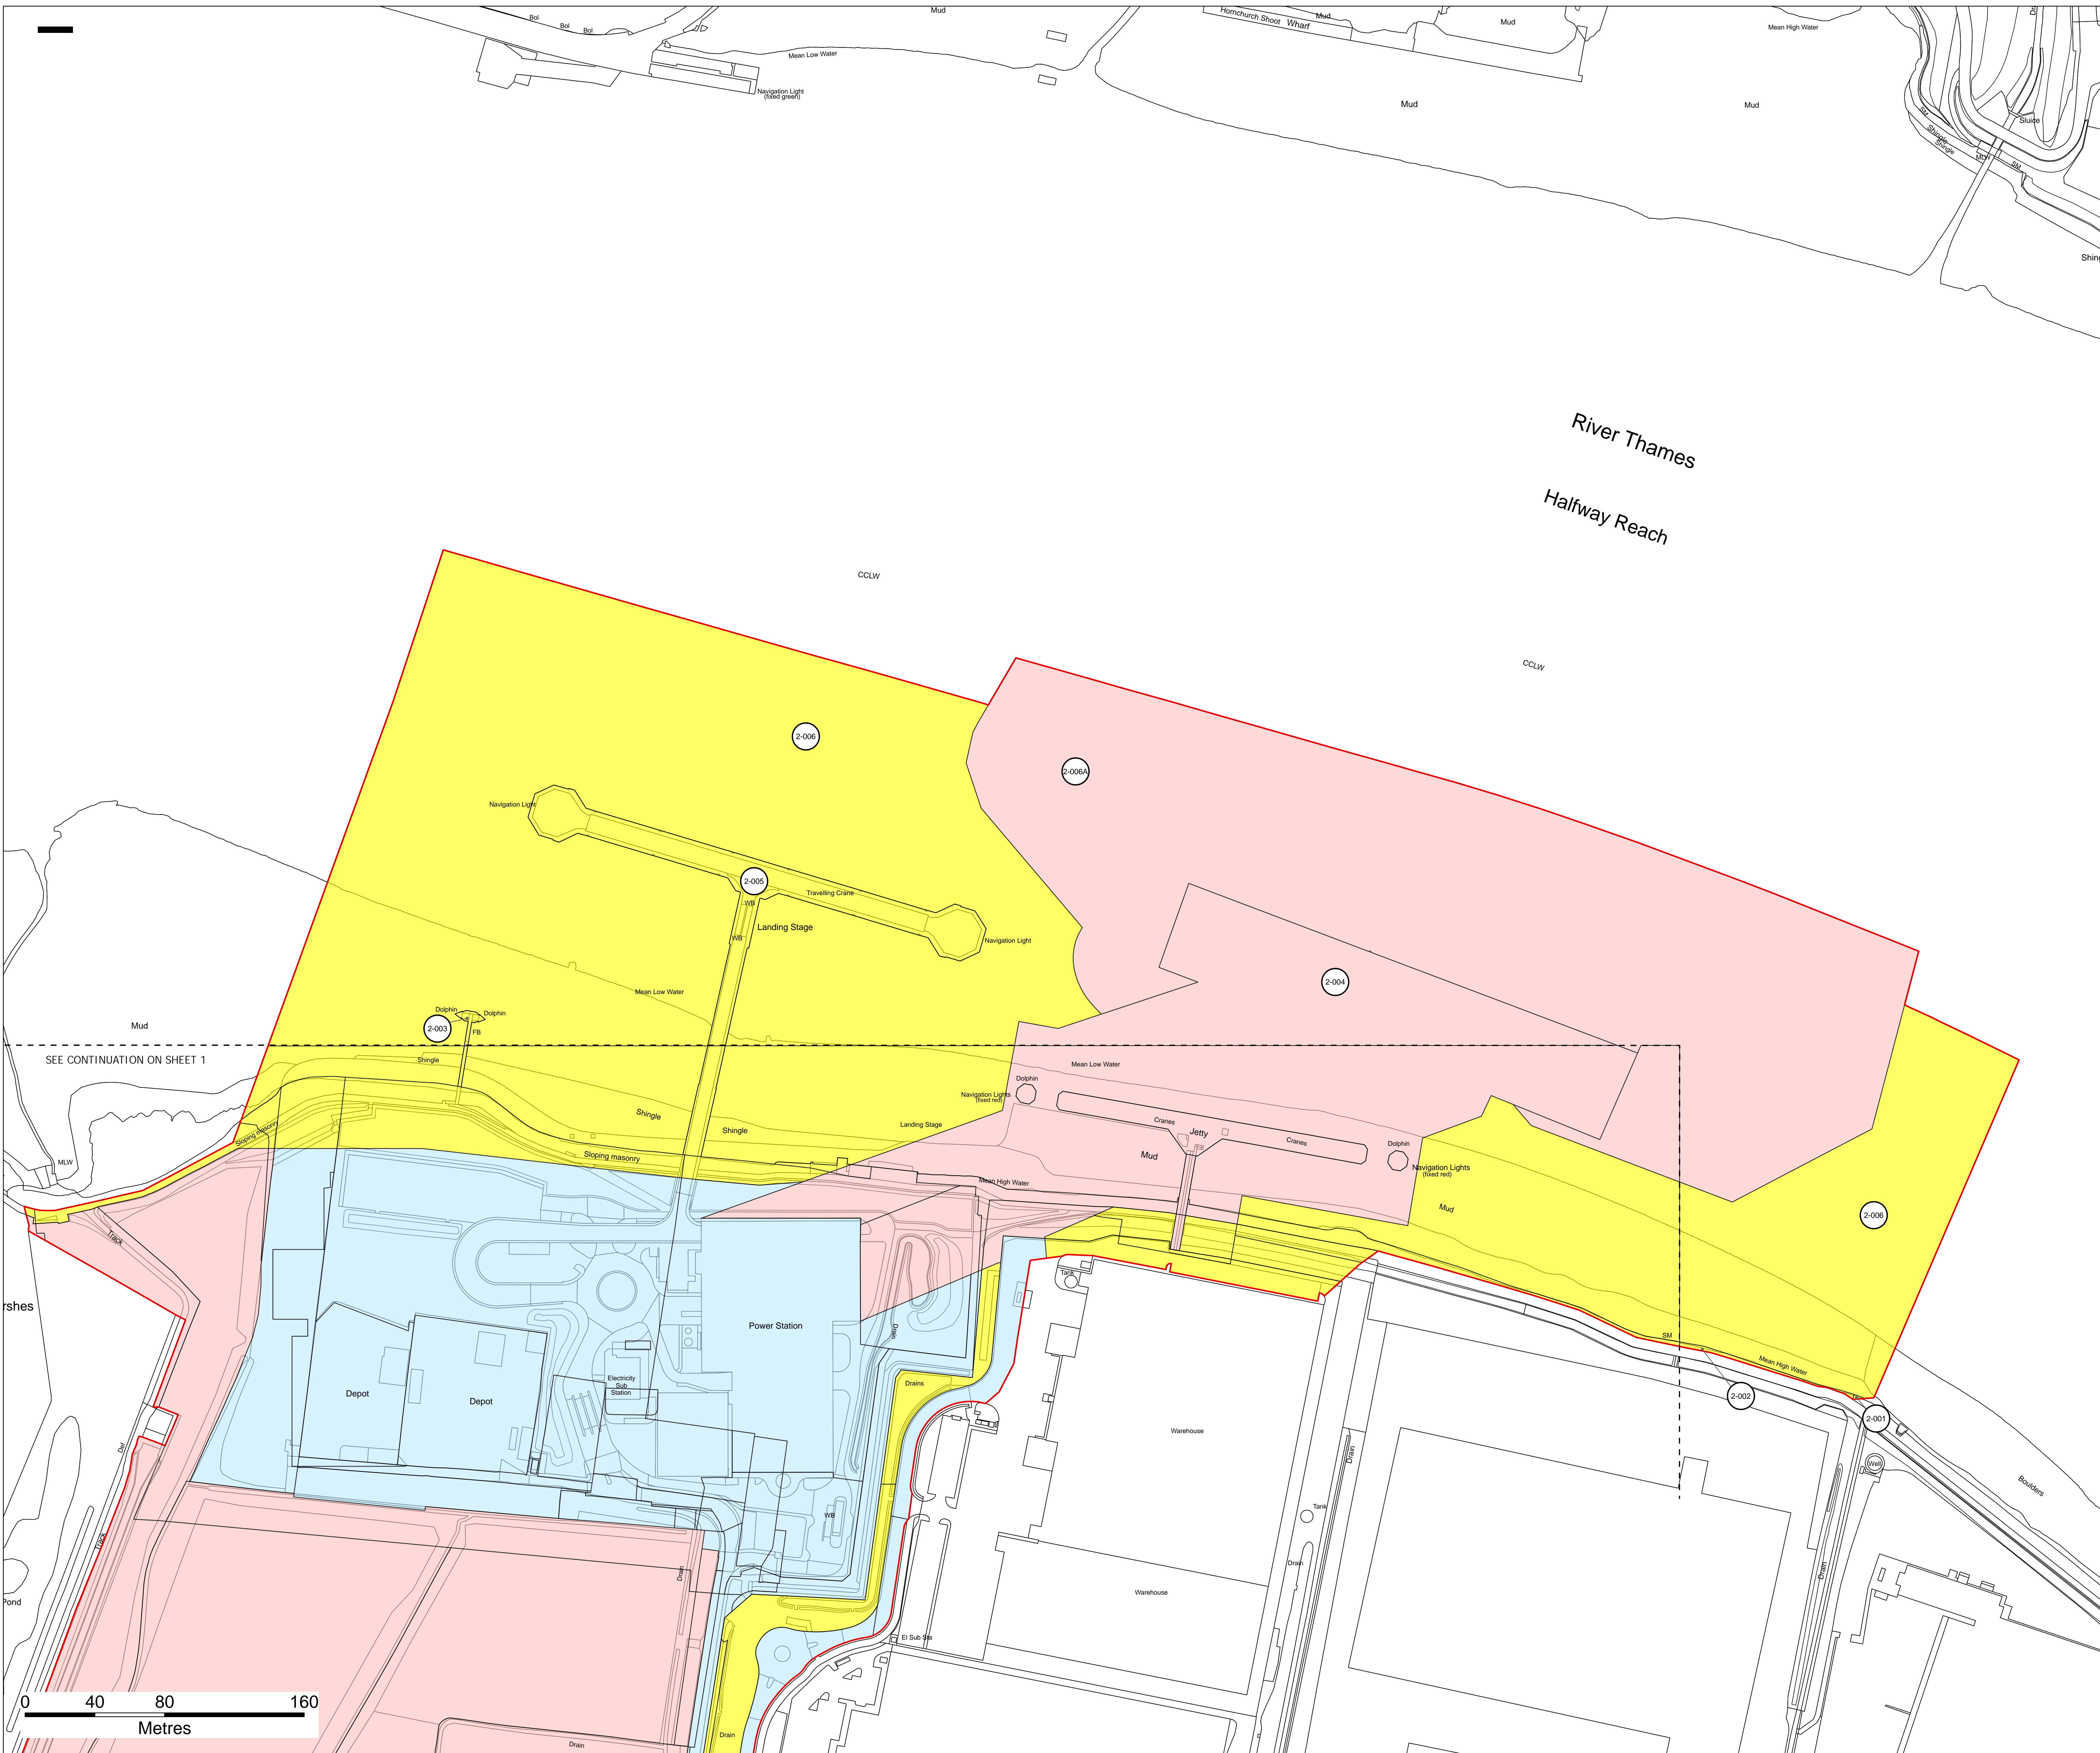 Bol
Bol
Bol
Mud
Hornchurch Shoot Wharf
Mud
Mud
Mean High Water
Mean Low Water
Navigation Light
(fixed green)
Mud
Mud
SM
Shingle
Shingle
Sluice
MLW
SM
River Thames
Halfway Reach
CCLW
CCLW
2-006
2-006A
Navigation Light
2-005
Travelling Crane
WB
WB
Landing Stage
Navigation Light
2-004
Mean Low Water
Dolphin
Dolphin
2-003
FB
Mud
SEE CONTINUATION ON SHEET 1
Shingle
Mean Low Water
Dolphin
Navigation Lights
(fixed red)
Shingle
Shingle
Landing Stage
Cranes
Jetty
Cranes
Dolphin
Navigation Lights
(fixed red)
Sloping masonry
Sloping masonry
Mud
MLW
Mean High Water
Mud
2-006
Track
Tank
rshes
Power Station
Drain
SM
Mean High Water
Electricity
Sub
Station
Drains
Depot
Depot
2-002
2-001
Warehouse
Def
Drain
Well
Boulders
WB
Tank
Track
Drain
Drain
Drain
Pond
Warehouse
El Sub Sta
0 40 80 160
Metres
Drain
Drain